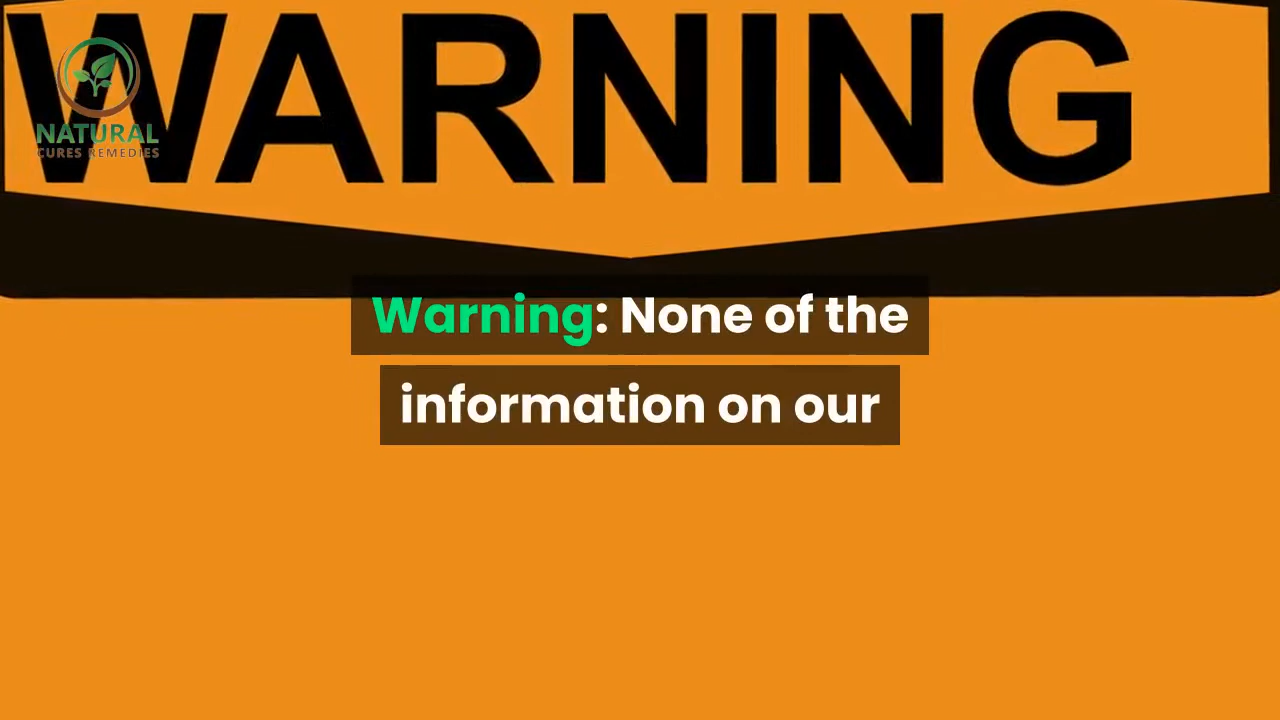 WARNING
NATURAL
CURES REMEDIES
Warning: None of the
information on our